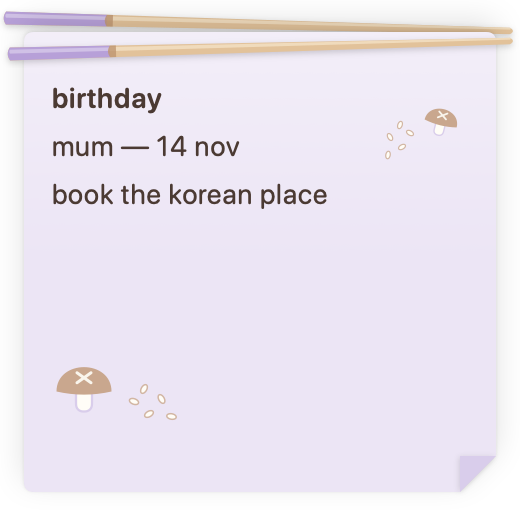 birthday
mum — 14 nov
book the korean place